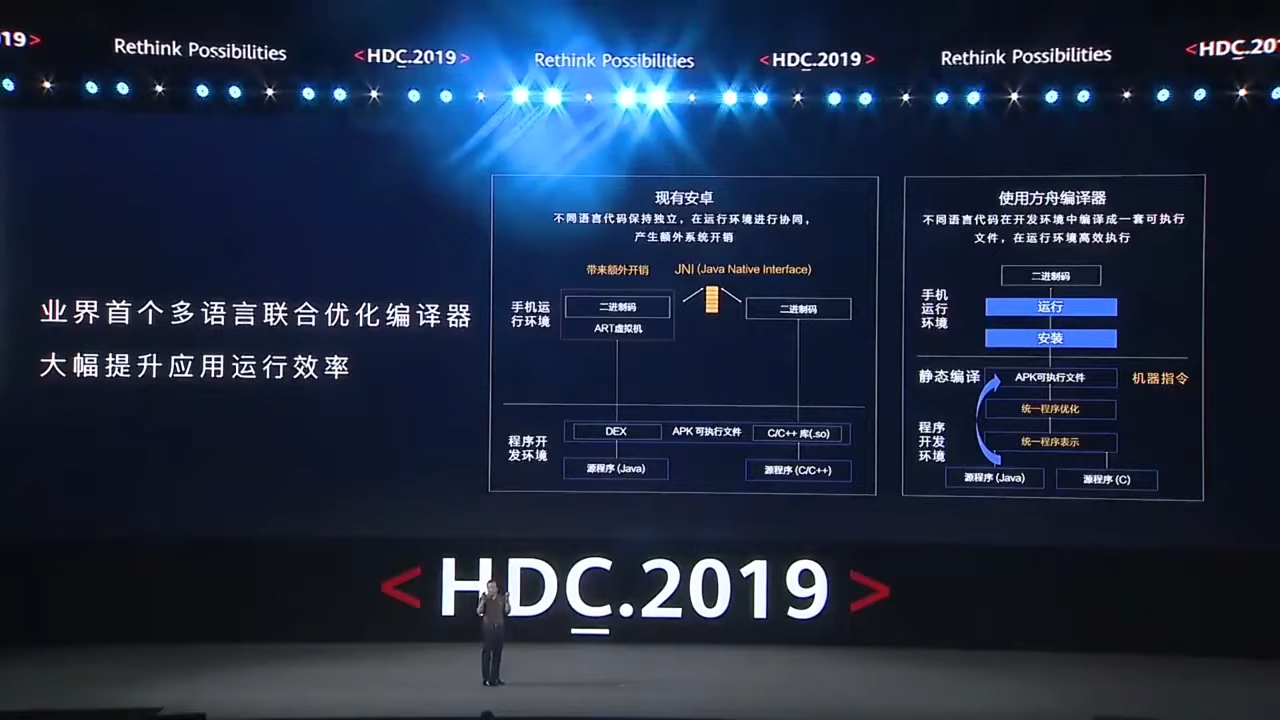 19>
Rethink Possibilities
<HDC.2019>
Rethink Possibilities
<HDC.2019>
Rethink Possibilities
<HDC.20
业界首个多语言联合优化编译器
大幅提升应用运行效率
现有安卓
不同语言代码保持独立，在运行环境进行协同，
产生额外系统开销
带来额外开销
JNI (Java Native Interface)
手机运
行环境
二进制码
ART虚拟机
二进制码
程序开
发环境
DEX
APK 可执行文件
C/C++ 库(.so)
源程序 (Java)
源程序 (C/C++)
使用方舟编译器
不同语言代码在开发环境中编译成一套可执行
文件，在运行环境高效执行
二进制码
手机
运行
环境
运行
安装
静态编译
APK可执行文件
机器指令
统一程序优化
程序
开发
环境
统一程序表示
源程序 (Java)
源程序 (C)
<HDC.2019>